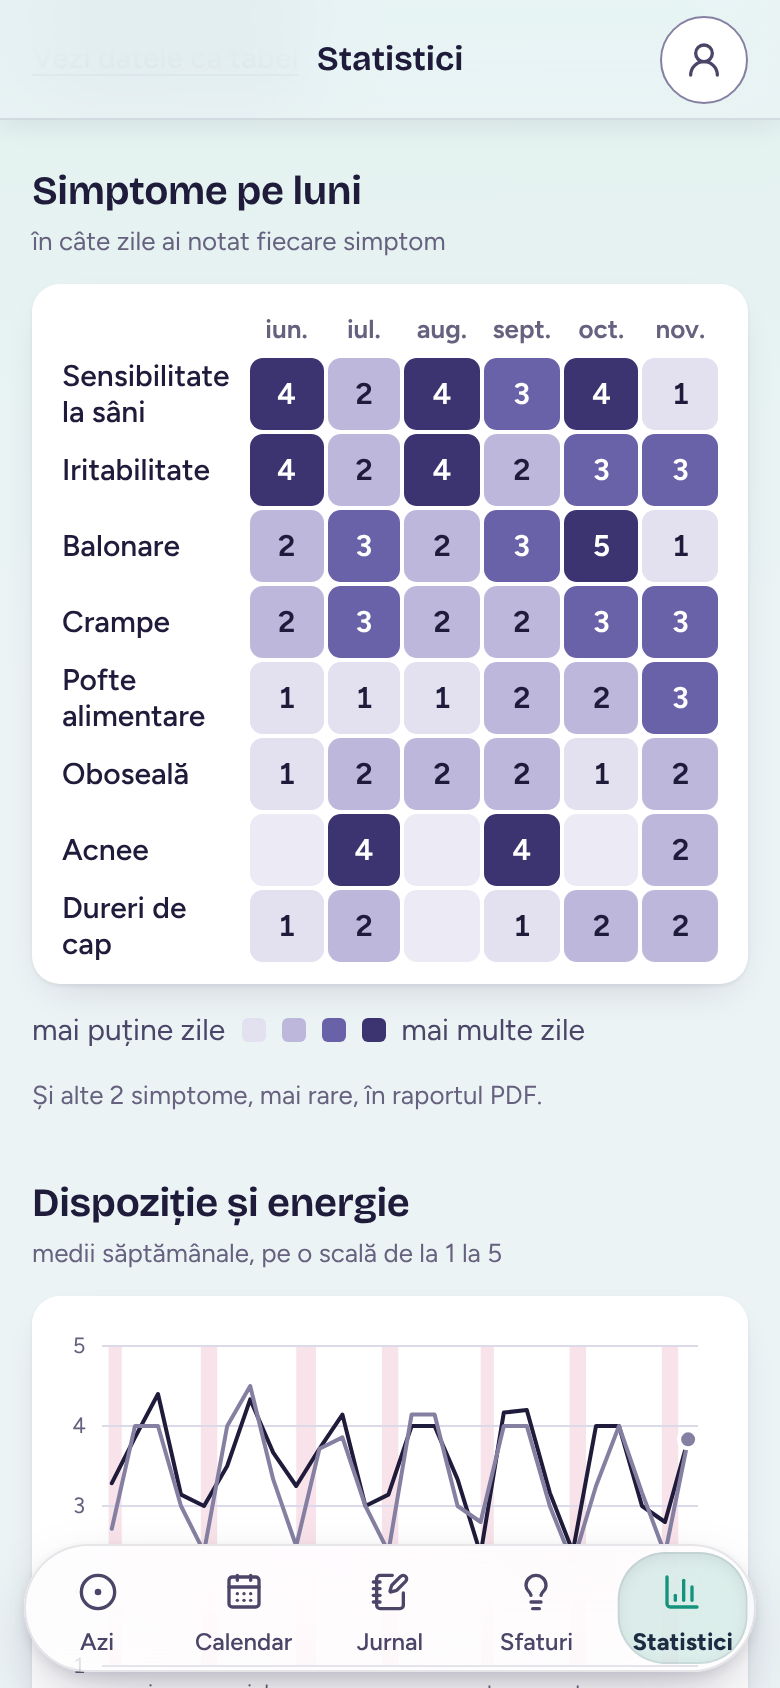 Vezi datele ca tabel
Statistici
Simptome pe luni
în câte zile ai notat fiecare simptom
iun. iul. aug. sept. oct. nov.
Sensibilitate la sâni 4 2 4 3 4 1
Iritabilitate 4 2 4 2 3 3
Balonare 2 3 2 3 5 1
Crampe 2 3 2 2 3 3
Pofte alimentare 1 1 1 2 2 3
Oboseală 1 2 2 2 1 2
Acnee 4 4 2
Dureri de cap 1 2 1 2 2
mai puține zile mai multe zile
Și alte 2 simptome, mai rare, în raportul PDF.
Dispoziție și energie
medii săptămânale, pe o scală de la 1 la 5
5
4
3
1
Azi Calendar Jurnal Sfaturi Statistici